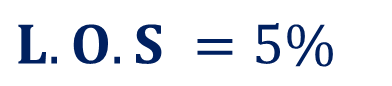 L. O. S = 5%